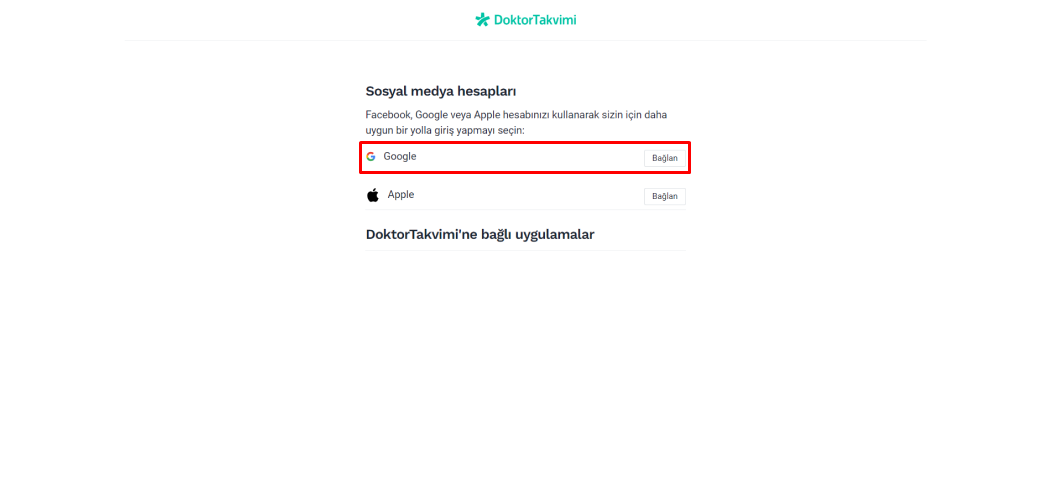 DoktorTakvimi
Sosyal medya hesapları
Facebook, Google veya Apple hesabınızı kullanarak sizin için daha
uygun bir yolla giriş yapmayı seçin:
Google Bağlan
Apple Bağlan
DoktorTakvimi'ne bağlı uygulamalar